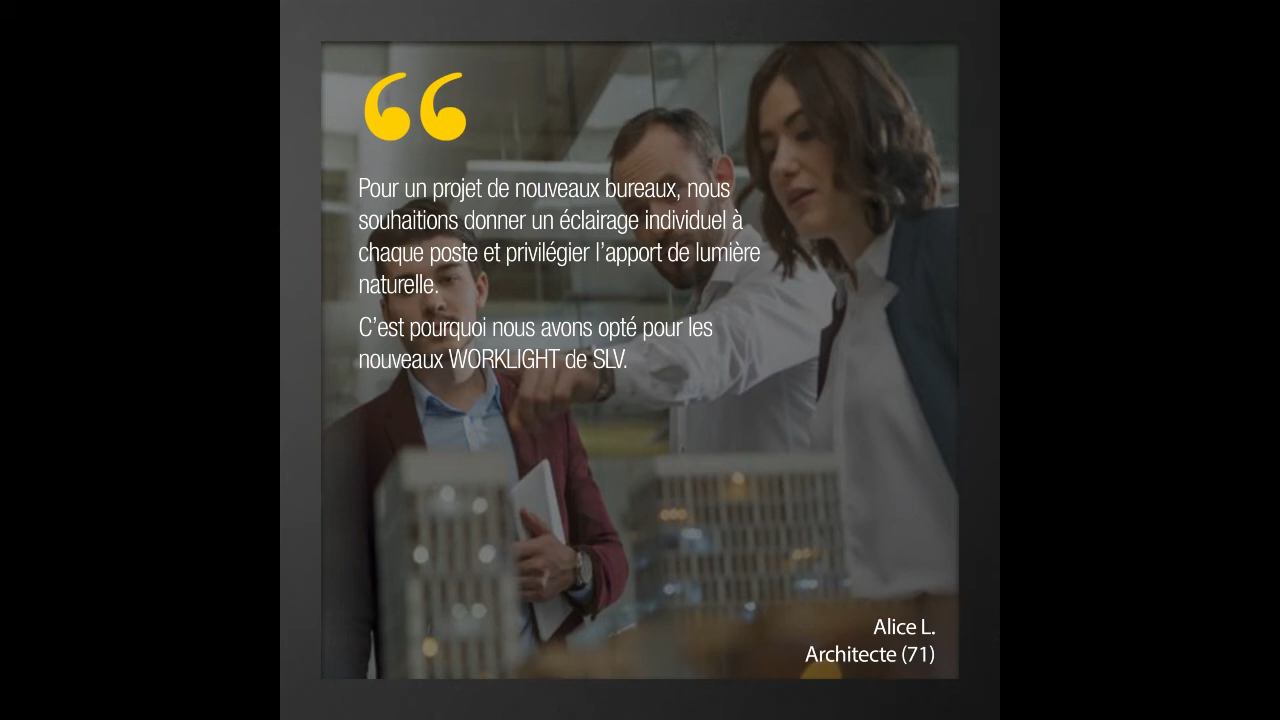 Pour un projet de nouveaux bureaux, nous
souhaitions donner un éclairage individuel à
chaque poste et privilégier l’apport de lumière
naturelle.
C’est pourquoi nous avons opté pour les
nouveaux WORKLIGHT de SLV.
Alice L.
Architecte (71)